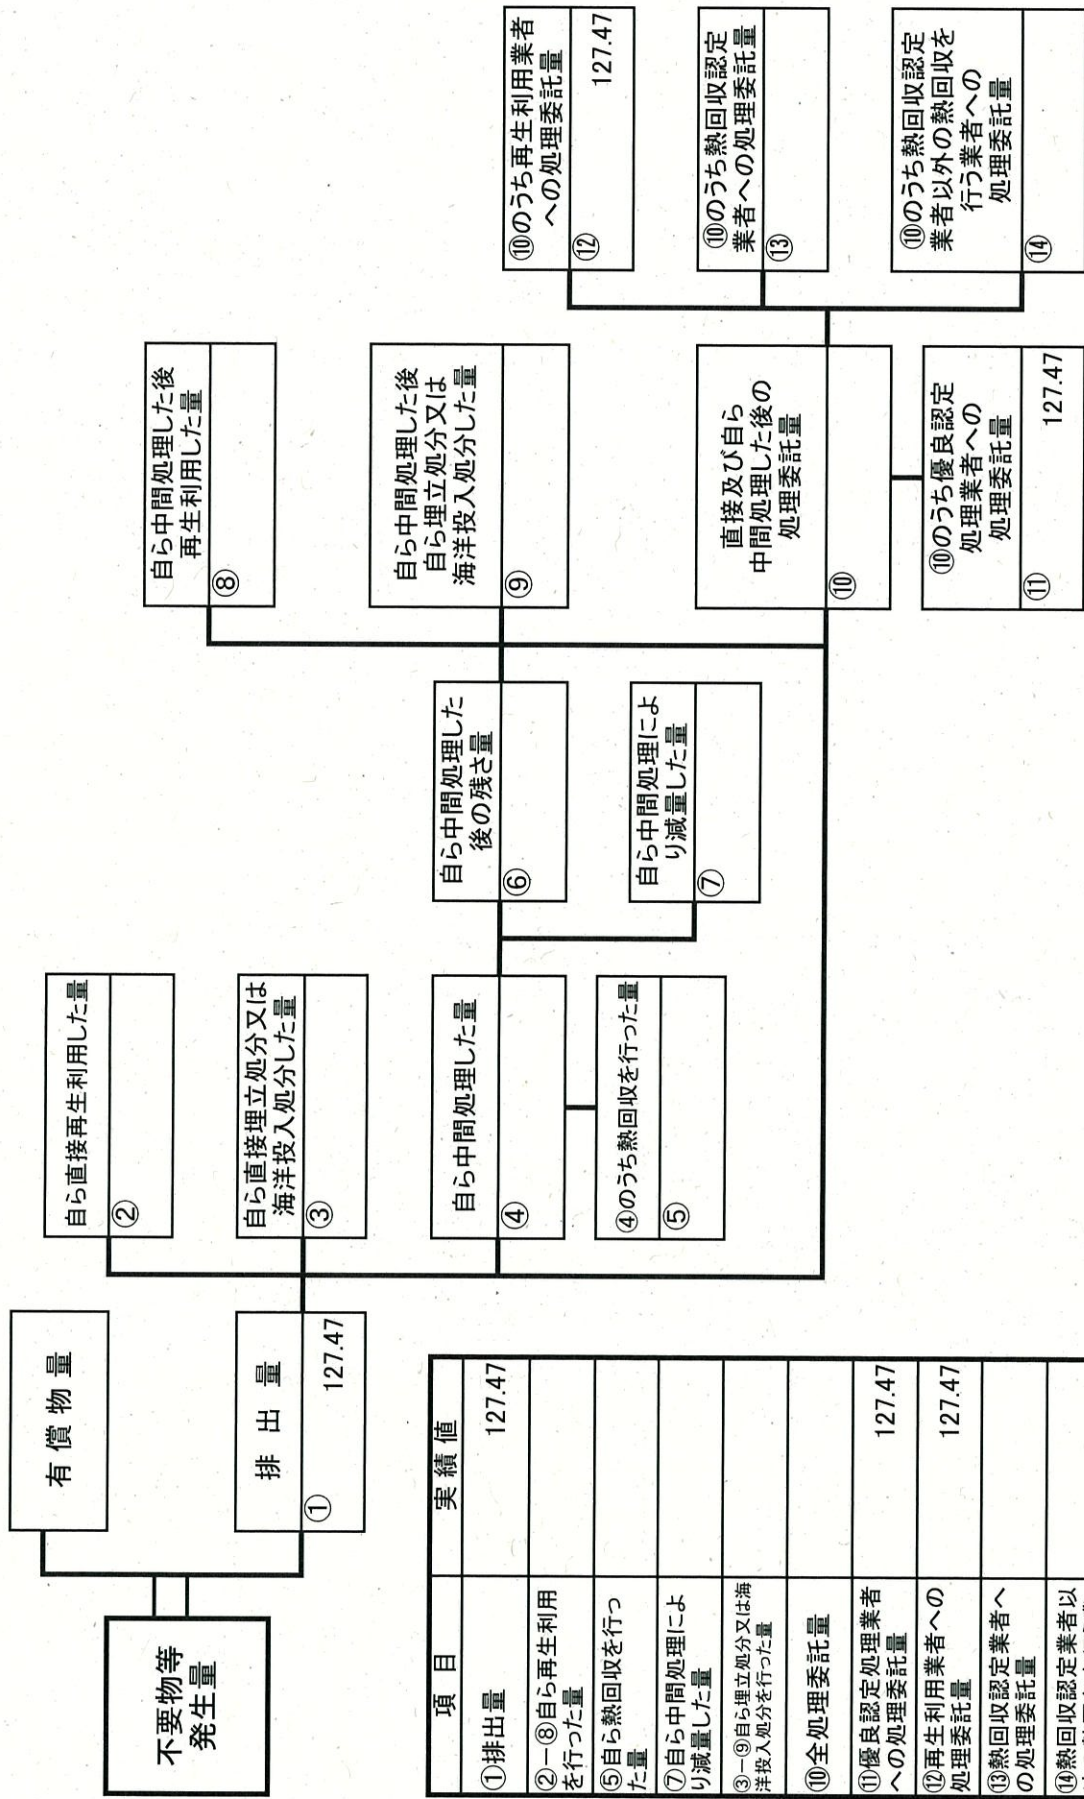 不要物等
発生量
有 償 物 量
排 出 量
①
127.47
自ら直接再生利用した量
②
自ら直接埋立処分又は
海洋投入処分した量
③
自ら中間処理した量
④
④のうち熱回収を行った量
⑤
自ら中間処理した
後の残さ量
⑥
自ら中間処理によ
り減量した量
⑦
自ら中間処理した後
再生利用した量
⑧
自ら中間処理した後
自ら埋立処分又は
海洋投入処分した量
⑨
直接及び自ら
中間処理した後の
処理委託量
⑩
⑩のうち優良認定
処理業者への
処理委託量
⑪
127.47
⑩のうち再生利用業者
への処理委託量
⑫
127.47
⑩のうち熱回収認定
業者への処理委託量
⑬
⑩のうち熱回収認定
業者以外の熱回収を
行う業者への
処理委託量
⑭
項 目
実 績 値
①排出量
127.47
②ー⑧自ら再生利用
を行った量
⑤自ら熱回収を行っ
た量
⑦自ら中間処理によ
り減量した量
③ー⑨自ら埋立処分又は海
洋投入処分を行った量
⑩全処理委託量
⑪優良認定処理業者
への処理委託量
127.47
⑫再生利用業者への
処理委託量
127.47
⑬熱回収認定業者へ
の処理委託量
⑭熱回収認定業者以